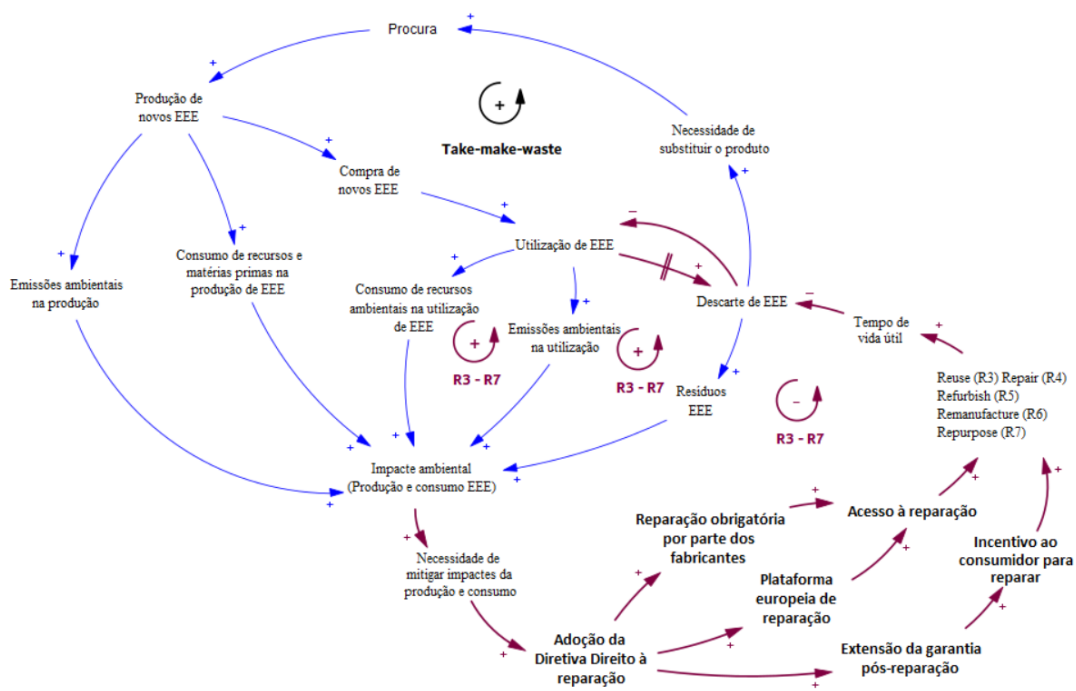 Procura
Produção de
novos EEE
Take-make-waste
Necessidade de
substituir o produto
Compra de
novos EEE
Utilização de EEE
Emissões ambientais
na produção
Consumo de recursos e
matérias primas na
produção de EEE
Consumo de recursos
ambientais na utilização
de EEE
Emissões ambientais
na utilização
Descarte de EEE
Tempo de
vida útil
R3 - R7
R3 - R7
R3 - R7
Resíduos
EEE
Reuse (R3) Repair (R4)
Refurbish (R5)
Remanufacture (R6)
Repurpose (R7)
Impacte ambiental
(Produção e consumo EEE)
Necessidade de
mitigar impactes da
produção e consumo
Reparação obrigatória
por parte dos
fabricantes
Acesso à reparação
Incentivo ao
consumidor para
reparar
Plataforma
europeia de
reparação
Adoção da
Diretiva Direito à
reparação
Extensão da garantia
pós-reparação